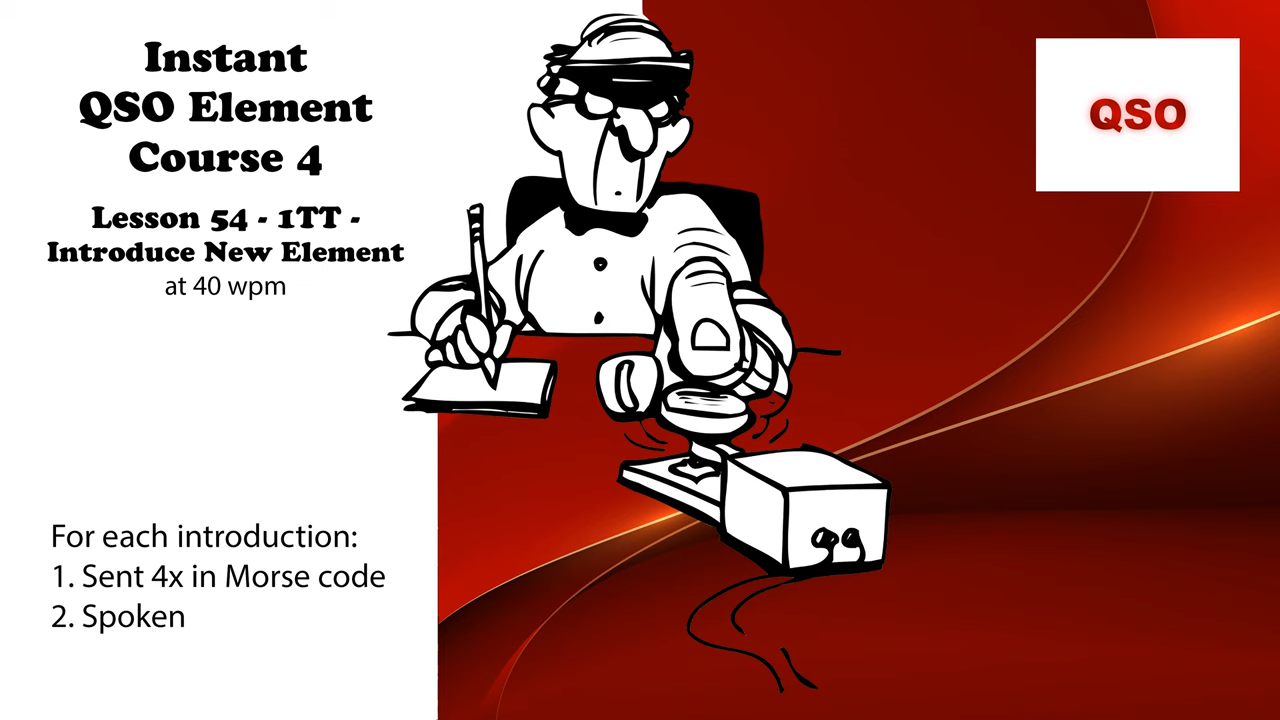 Instant
QSO Element
Course 4
Lesson 54 - 1TT -
Introduce New Element
at 40 wpm
QSO
For each introduction:
1. Sent 4x in Morse code
2. Spoken